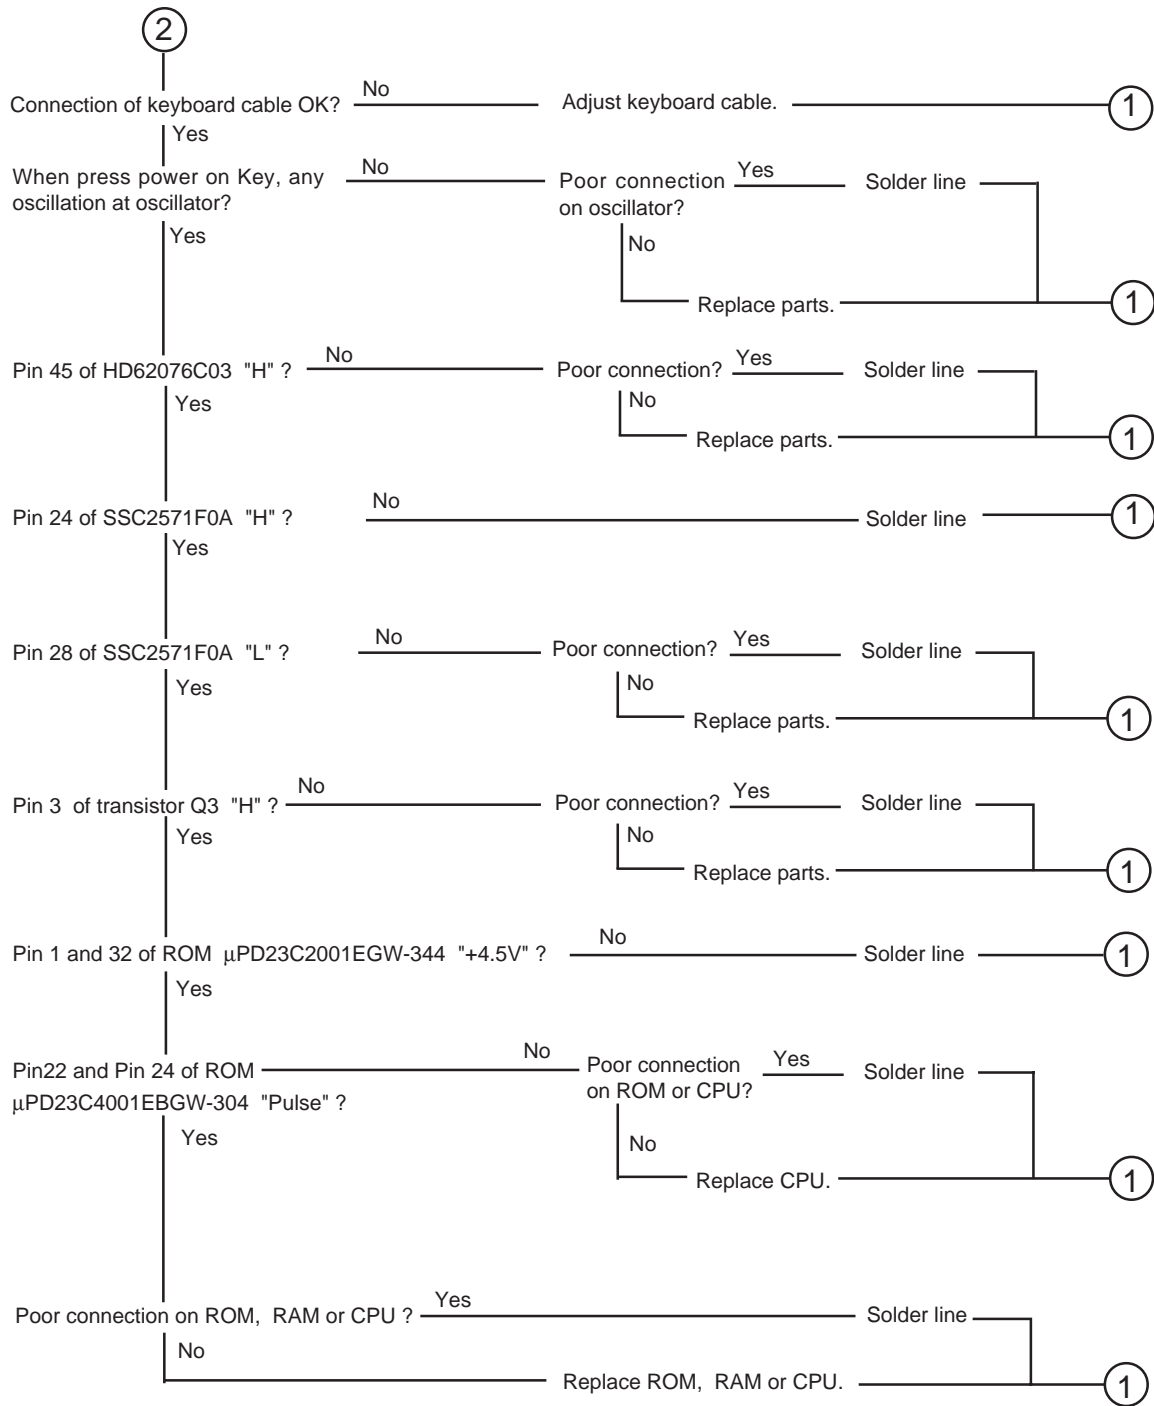 2
Connection of keyboard cable OK?
No
Adjust keyboard cable.
1
Yes
When press power on Key, any
oscillation at oscillator?
No
Poor connection
on oscillator?
Yes
Solder line
Yes
No
Replace parts.
1
Pin 45 of HD62076C03 "H" ?
No
Poor connection?
Yes
Solder line
Yes
No
Replace parts.
1
Pin 24 of SSC2571F0A "H" ?
No
Solder line
1
Yes
Pin 28 of SSC2571F0A "L" ?
No
Poor connection?
Yes
Solder line
Yes
No
Replace parts.
1
Pin 3 of transistor Q3 "H" ?
No
Poor connection?
Yes
Solder line
Yes
No
Replace parts.
1
Pin 1 and 32 of ROM µPD23C2001EGW-344 "+4.5V" ?
No
Solder line
1
Yes
Pin22 and Pin 24 of ROM
µPD23C4001EBGW-304 "Pulse" ?
No
Poor connection
on ROM or CPU?
Yes
Solder line
Yes
No
Replace CPU.
1
Poor connection on ROM, RAM or CPU ?
Yes
Solder line
No
Replace ROM, RAM or CPU.
1